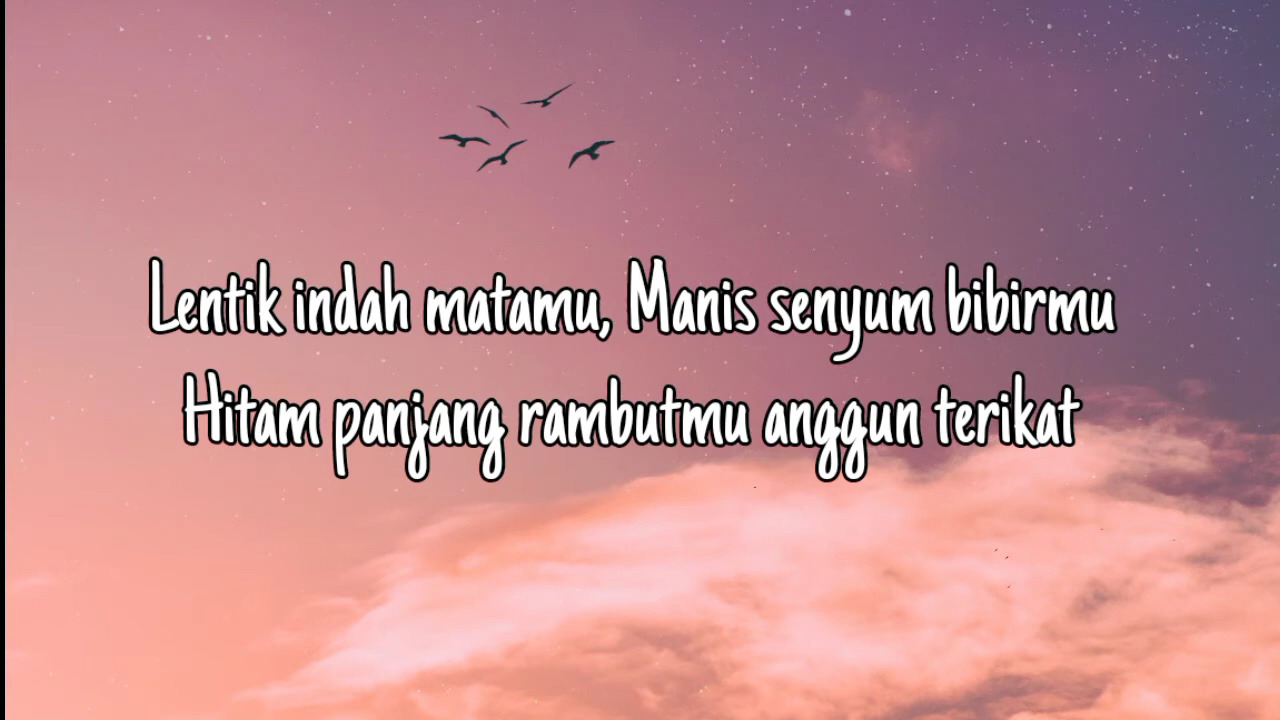 Lentik indah matamu, Manis senyum bibirmu
Hitam panjang rambutmu anggun terikat